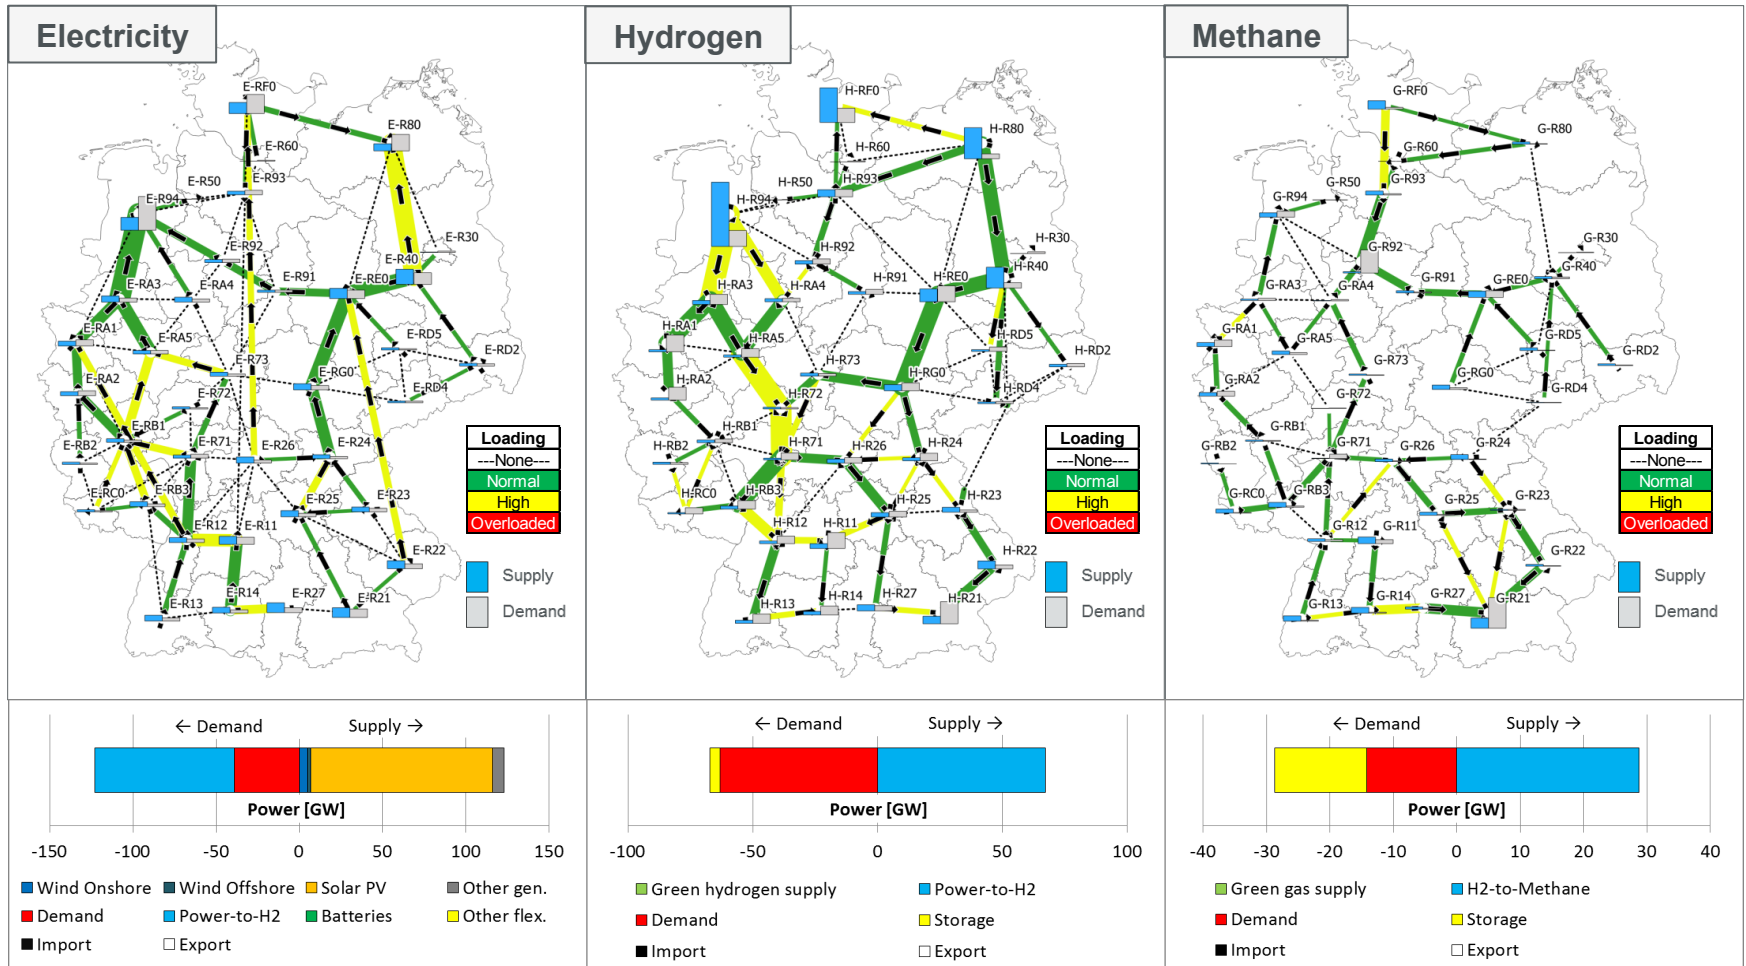 Electricity
E-RF0
E-R80
E-R60
E-R93
E-R50
E-R94
E-R30
E-R92
E-R40
E-RE0
E-R91
E-RA3
E-RA4
E-RA1
E-RA5
E-RD5
E-RD2
E-R73
E-RG0
E-RA2
E-R72
E-RD4
E-RB1
E-RB2
E-R71
E-R26
E-R24
E-RC0
E-RB3
E-R25
E-R23
E-R12
E-R11
E-R22
E-R13
E-R14
E-R27
E-R21
Loading
---None---
Normal
High
Overloaded
Supply
Demand
Hydrogen
H-RF0
H-R80
H-R60
H-R93
H-R50
H-R94
H-R30
H-R92
H-R40
H-RE0
H-R91
H-RA3
H-RA4
H-RA1
H-RA5
H-RD5
H-RD2
H-R73
H-RG0
H-RA2
H-R72
H-RD4
H-RB1
H-RB2
H-R71
H-R26
H-R24
H-RC0
H-RB3
H-R25
H-R23
H-R12
H-R11
H-R22
H-R13
H-R14
H-R27
H-R21
Loading
---None---
Normal
High
Overloaded
Supply
Demand
Methane
G-RF0
G-R80
G-R60
G-R93
G-R50
G-R94
G-R30
G-R92
G-R40
G-RE0
G-R91
G-RA3
G-RA4
G-RA1
G-RA5
G-RD5
G-RD2
G-R73
G-RG0
G-RA2
G-R72
G-RD4
G-RB1
G-RB2
G-R71
G-R26
G-R24
G-RC0
G-RB3
G-R25
G-R23
G-R12
G-R11
G-R22
G-R13
G-R14
G-R27
G-R21
Loading
---None---
Normal
High
Overloaded
Supply
Demand
← Demand Supply →
Power [GW]
-150 -100 -50 0 50 100 150
Wind Onshore Wind Offshore Solar PV Other gen.
Demand Power-to-H2 Batteries Other flex.
Import Export
← Demand Supply →
Power [GW]
-100 -50 0 50 100
Green hydrogen supply Power-to-H2
Demand Storage
Import Export
← Demand Supply →
Power [GW]
-40 -30 -20 -10 0 10 20 30 40
Green gas supply H2-to-Methane
Demand Storage
Import Export